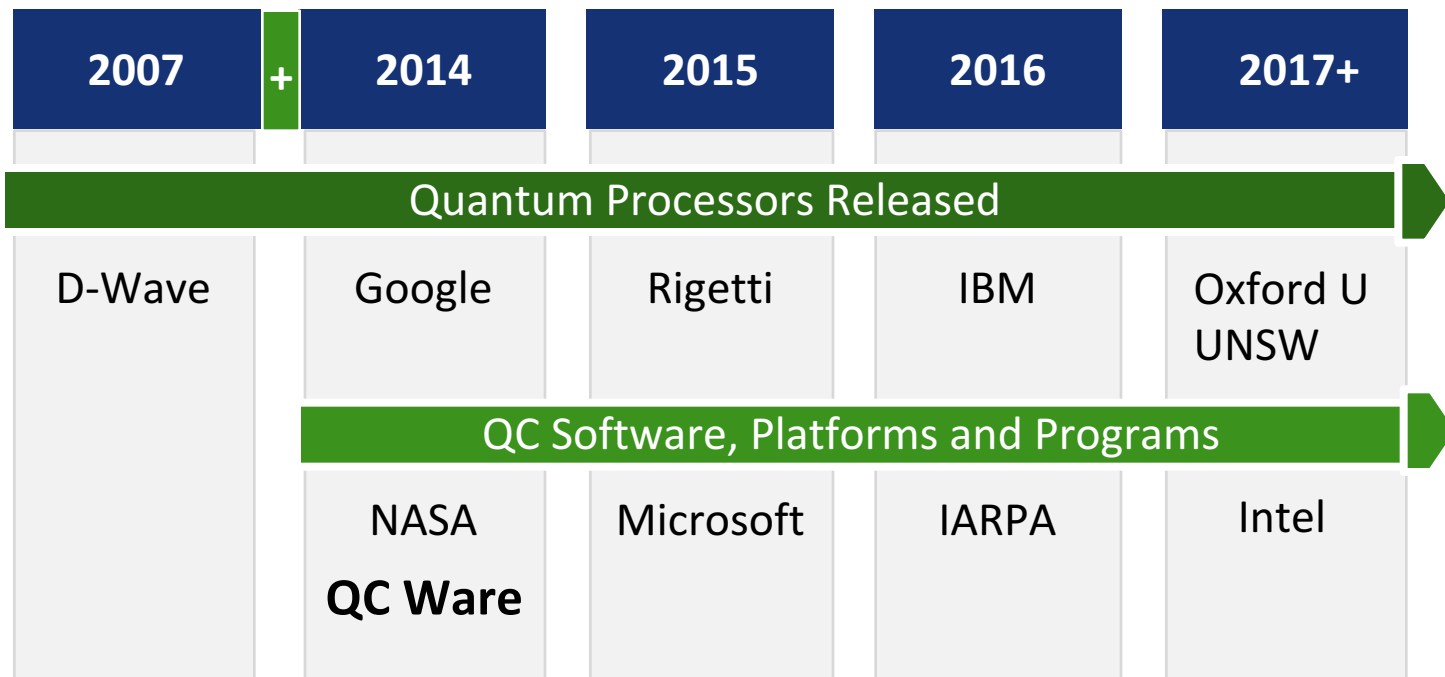 2007 + 2014 2015 2016 2017+
Quantum Processors Released
D-Wave Google Rigetti IBM Oxford U
UNSW
QC Software, Platforms and Programs
NASA Microsoft IARPA Intel
QC Ware